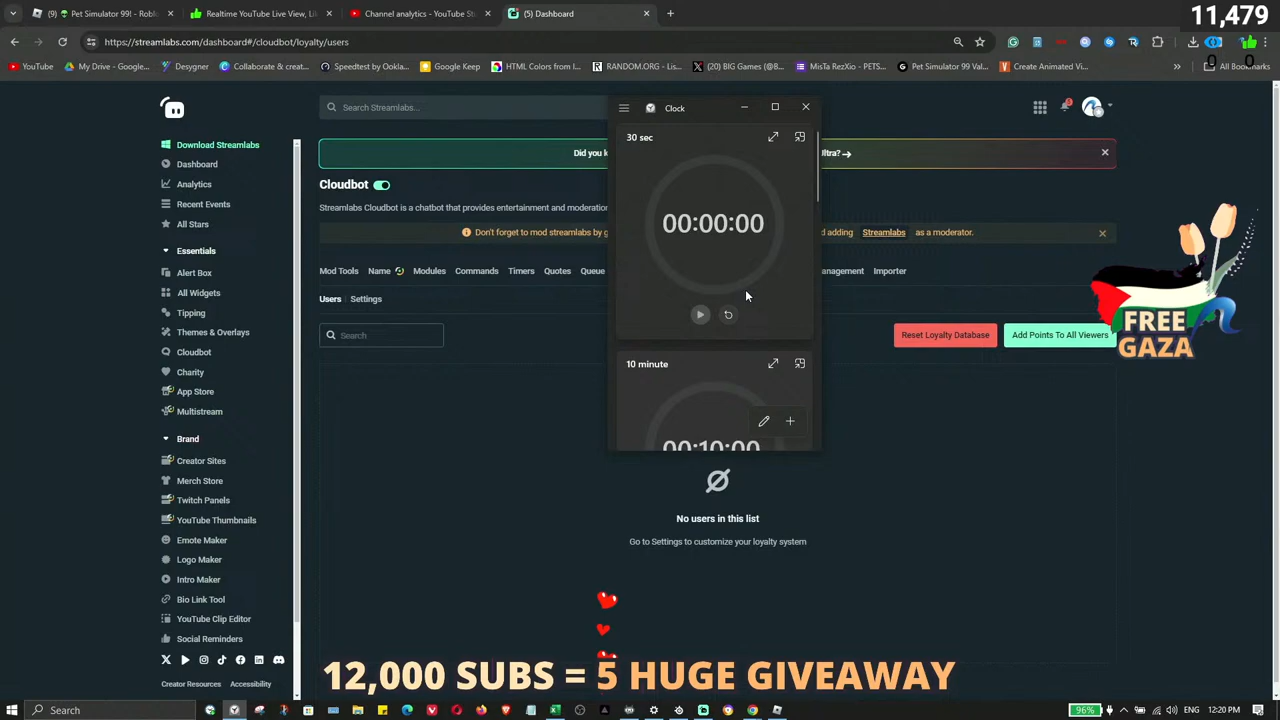 [5] 👽 Pet Simulator 99! - Robl
Realtime YouTube Live View, Li
Channel analytics - YouTube St
(5) Dashboard
11,479
https://streamlabs.com/dashboard#/cloudbot/loyalty/users
YouTube
My Drive - Google...
Desygner
Collaborate & creat...
Speedtest by Ookla...
Google Keep
HTML Colors from I...
RANDOM.ORG - Lis...
(20) BIG Games (@B...
MisTa RezXio - PETS...
Pet Simulator 99 Val...
Create Animated Vi...
All Bookmarks
0 0
Search Streamlabs...
Clock
Download Streamlabs
Dashboard
Analytics
Recent Events
All Stars
Essentials
Alert Box
All Widgets
Tipping
Themes & Overlays
Cloudbot
Charity
App Store
Multistream
Brand
Creator Sites
Merch Store
Twitch Panels
YouTube Thumbnails
Emote Maker
Logo Maker
Intro Maker
Bio Link Tool
YouTube Clip Editor
Social Reminders
Creator Resources
Accessibility
Did you k
ltra?
Cloudbot
Streamlabs Cloudbot is a chatbot that provides entertainment and moderation
Don't forget to mod streamlabs by g
d adding Streamlabs as a moderator.
Mod Tools
Name
Modules
Commands
Timers
Quotes
Queue
anagement
Importer
Users
Settings
Search
Reset Loyalty Database
Add Points To All Viewers
30 sec
00:00:00
10 minute
00:10:00
No users in this list
Go to Settings to customize your loyalty system
FREE
GAZA
12,000 SUBS = 5 HUGE GIVEAWAY
Search
96%
12:20 PM